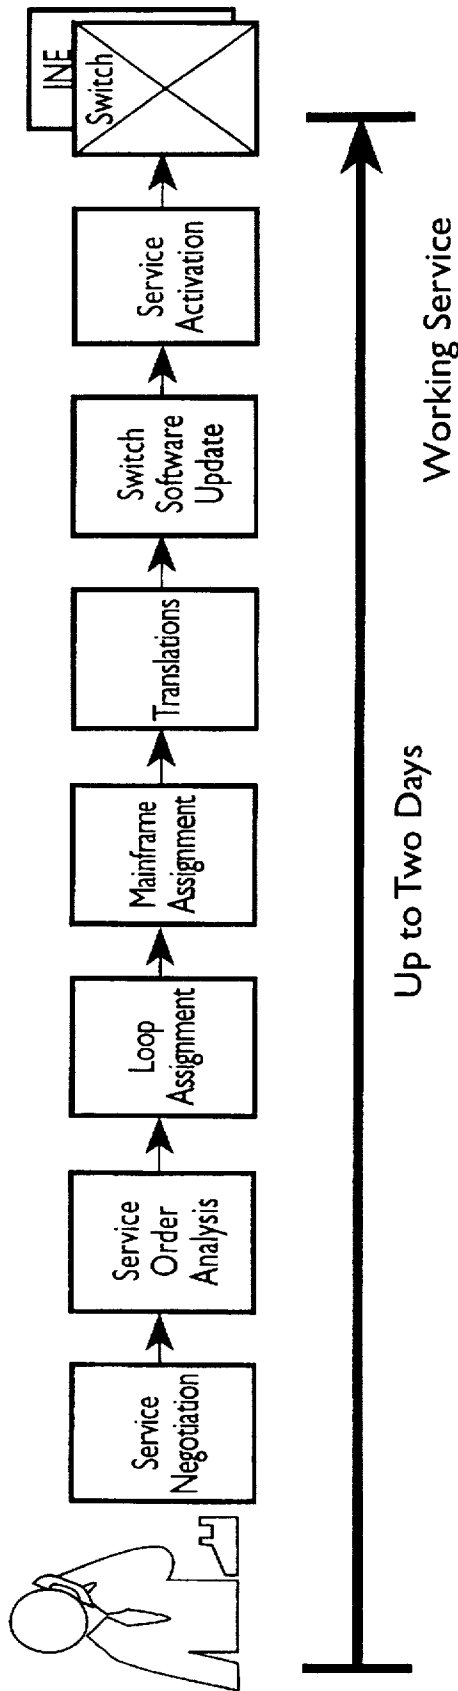 Service
Negotiation
Service
Order
Analysis
Loop
Assignment
Mainframe
Assignment
Translations
Switch
Software
Update
Service
Activation
INE
Switch
Up to Two Days
Working Service